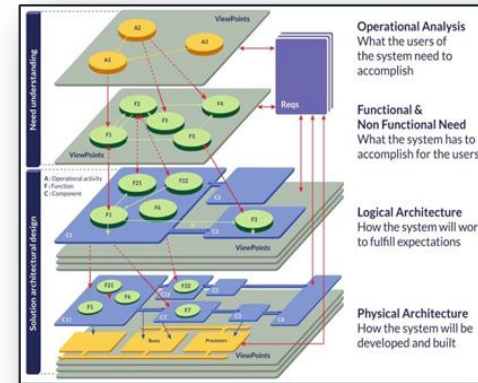 ViewPoints
A2
A3
A1
Operational Analysis
What the users of
the system need to
accomplish
Need understanding
Reqs
F2
F4
F5
F1
F3
ViewPoints
Functional &
Non Functional Need
What the system has to
accomplish for the users
A : Operational activity
F : Function
C : Component
F21
F22
C2
F1
F6
F3
C1
C3
ViewPoints
Logical Architecture
How the system will wor
to fulfill expectations
Solution architectural design
F21
F22
F1
F6
F7
C2
C3
C4
ViewPoints
Physical Architecture
How the system will be
developed and built